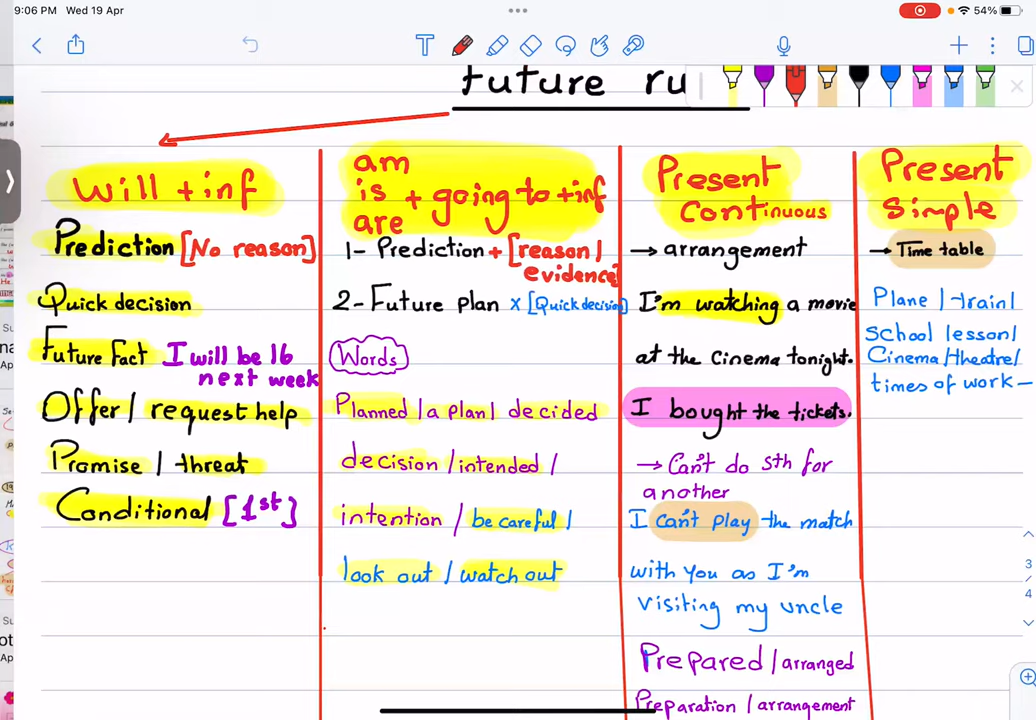 9:06 PM Wed 19 Apr
54%
Future ru
Will + inf
Prediction [No reason]
Quick decision
Future Fact I will be 16
next week
Offer / request help
Promise / threat
Conditional [1st]
am
is + going to + inf
are
1- Prediction + [reason /
evidence]
2- Future plan x [Quick decision]
Words
Planned / a plan / decided
decision / intended /
intention / be careful /
look out / watch out
Present
Continuous
→ arrangement
I'm watching a movie
at the cinema tonight.
I bought the tickets.
→ Can't do sth for
another
I can't play the match
with you as I'm
visiting my uncle
Prepared / arranged
Preparation / arrangement
Present
simple
→ Time table
Plane / train /
school lesson /
Cinema / theatre /
times of work –
3
/
4